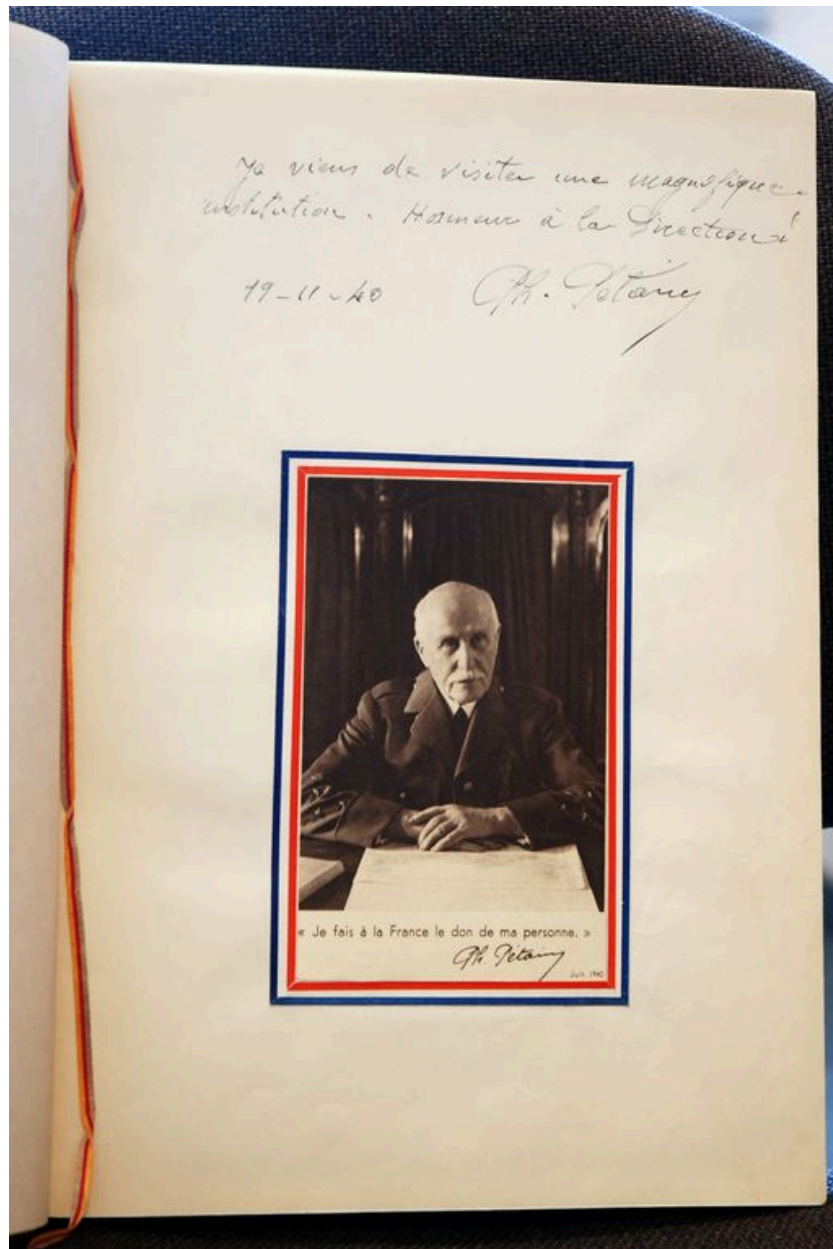 Je viens de visiter une magnifique
institution. Honneur à la Direction !
19-11-40 Ph. Pétain
« Je fais à la France le don de ma personne. »
Ph. Pétain
Juin 1940